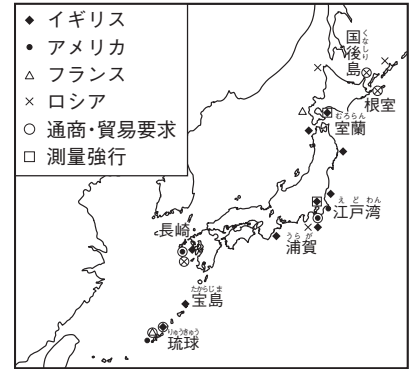 イギリス
アメリカ
フランス
ロシア
通商・貿易要求
測量強行
国後島
くなしり
根室
むろらん
室蘭
えどわん
江戸湾
長崎
うらが
浦賀
たからじま
宝島
りゅうきゅう
琉球